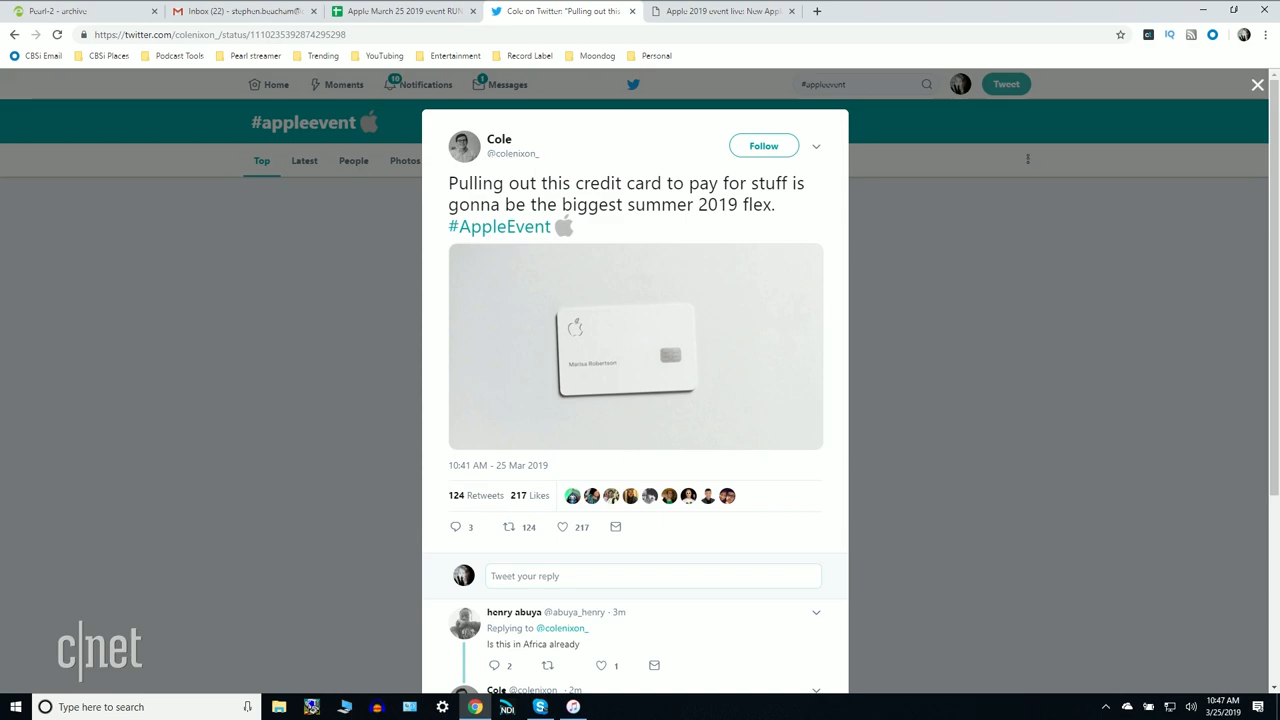 Pearl-2 - archive
Inbox (22) - stephen.beacham@c
Apple March 25 2019 event RUN
Cole on Twitter: "Pulling out this
Apple 2019 event live: New Appl
https://twitter.com/colenixon_/status/1110235392874295298
CBSi Email
CBSi Places
Podcast Tools
Pearl streamer
Trending
YouTubing
Entertainment
Record Label
Moondog
Personal
Home
Moments
10
Notifications
1
Messages
#appleevent
Tweet
#appleevent
Top
Latest
People
Photos
Cole
@colenixon_
Follow
Pulling out this credit card to pay for stuff is
gonna be the biggest summer 2019 flex.
#AppleEvent
Marisa Robertson
10:41 AM - 25 Mar 2019
124 Retweets 217 Likes
3
124
217
Tweet your reply
henry abuya @abuya_henry · 3m
Replying to @colenixon_
Is this in Africa already
2
1
Cole @colenixon_ · 2m
c|net
Type here to search
NDI
10:47 AM
3/25/2019